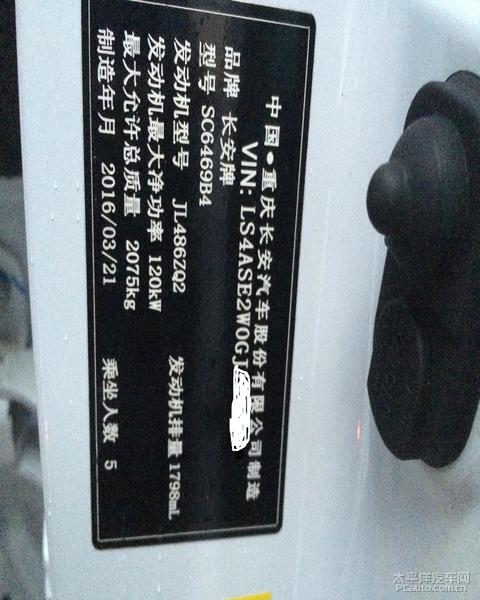 中国●重庆长安汽车股份有限公司制造
VIN: LS4ASE2W0GJ
品牌 长安牌
型号 SC6469B4
发动机型号 JL486ZQ2 发动机排量 1798mL
发动机最大净功率 120kW
最大允许总质量 2075kg
制造年月 2016/03/21 乘坐人数 5
太平洋汽车网
PCauto.com.cn